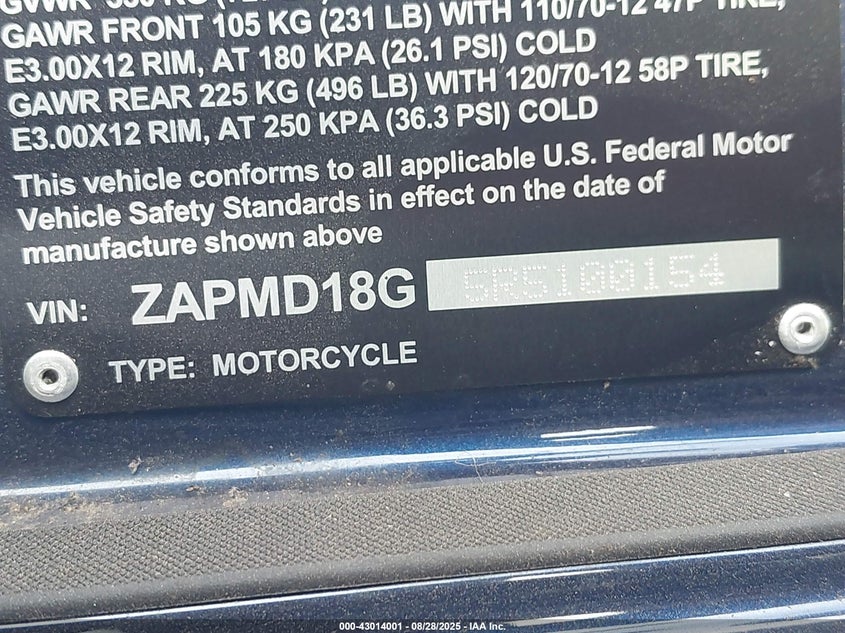 GAWR FRONT 105 KG (231 LB) WITH 110/70-12 47P TIRE,
E3.00X12 RIM, AT 180 KPA (26.1 PSI) COLD
GAWR REAR 225 KG (496 LB) WITH 120/70-12 58P TIRE,
E3.00X12 RIM, AT 250 KPA (36.3 PSI) COLD
This vehicle conforms to all applicable U.S. Federal Motor
Vehicle Safety Standards in effect on the date of
manufacture shown above
VIN: ZAPMD18G 5R5100154
TYPE: MOTORCYCLE
000-43014001 - 08/28/2025 - IAA Inc.